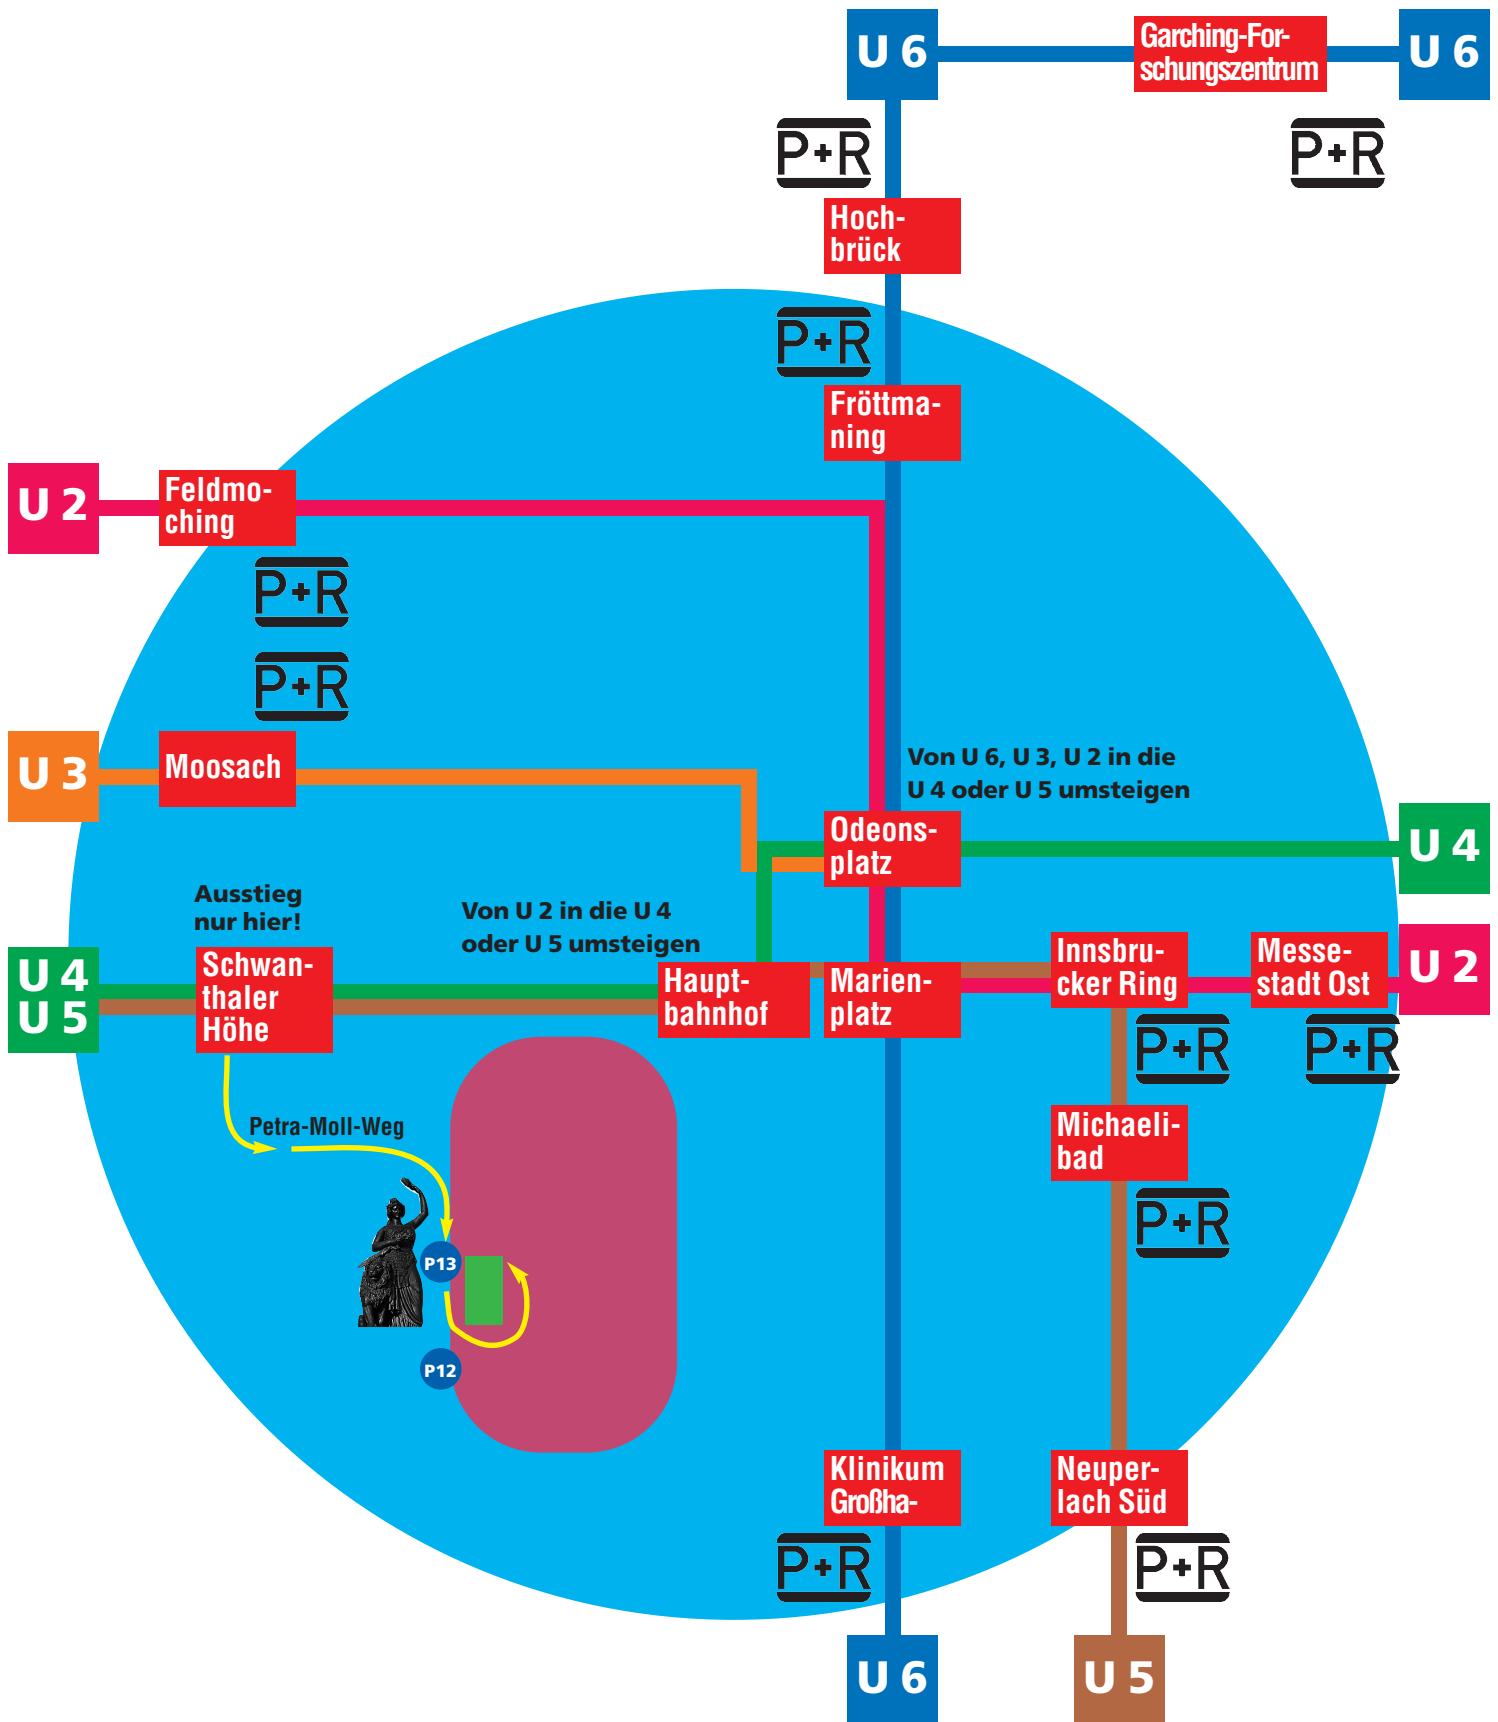 U 6
Garching-For-
schungszentrum
U 6
P+R
P+R
Hoch-
brück
P+R
Fröttma-
ning
U 2
Feldmo-
ching
P+R
P+R
U 3
Moosach
Von U 6, U 3, U 2 in die
U 4 oder U 5 umsteigen
Odeons-
platz
U 4
Ausstieg
nur hier!
Von U 2 in die U 4
oder U 5 umsteigen
U 4
U 5
Schwan-
thaler
Höhe
Haupt-
bahnhof
Marien-
platz
Innsbru-
cker Ring
Messe-
stadt Ost
U 2
P+R
P+R
Petra-Moll-Weg
Michaeli-
bad
P+R
P13
P12
Klinikum
Großha-
Neuper-
lach Süd
P+R
P+R
U 6
U 5